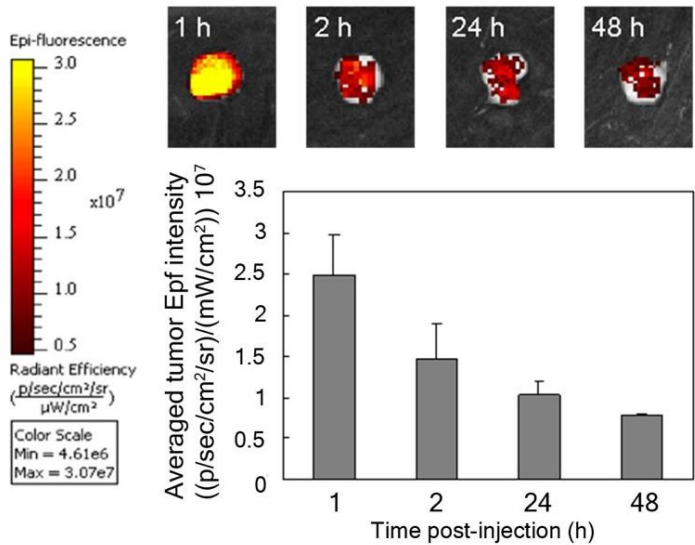 Epi-fluorescence
3.0
2.5
2.0
x10⁷
1.5
1.0
0.5
Radiant Efficiency
(p/sec/cm²/sr
μW/cm²)
Color Scale
Min = 4.61e6
Max = 3.07e7
1 h
2 h
24 h
48 h
Averaged tumor Epf intensity
((p/sec/cm²/sr)/(mW/cm²)) 10⁷
3.5
3
2.5
2
1.5
1
0.5
0
1
2
24
48
Time post-injection (h)